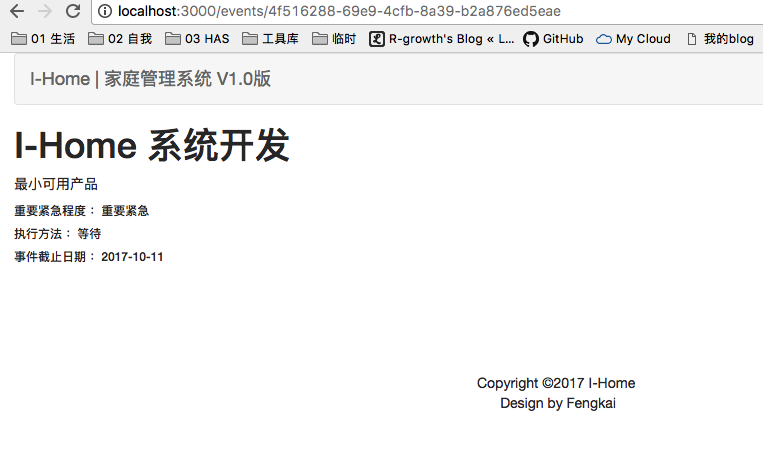 localhost:3000/events/4f516288-69e9-4cfb-8a39-b2a876ed5eae
01 生活 02 自我 03 HAS 工具库 临时 R-growth's Blog « L... GitHub My Cloud 我的blog
I-Home | 家庭管理系统 V1.0版
I-Home 系统开发
最小可用产品
重要紧急程度： 重要紧急
执行方法： 等待
事件截止日期： 2017-10-11
Copyright ©2017 I-Home
Design by Fengkai